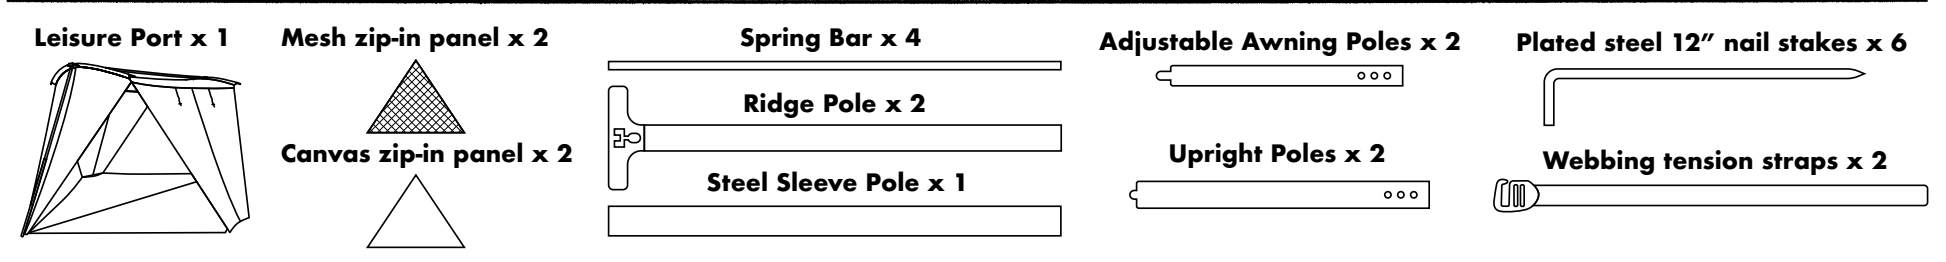 Leisure Port x 1
Mesh zip-in panel x 2
Canvas zip-in panel x 2
Spring Bar x 4
Ridge Pole x 2
Steel Sleeve Pole x 1
Adjustable Awning Poles x 2
Upright Poles x 2
Plated steel 12” nail stakes x 6
Webbing tension straps x 2